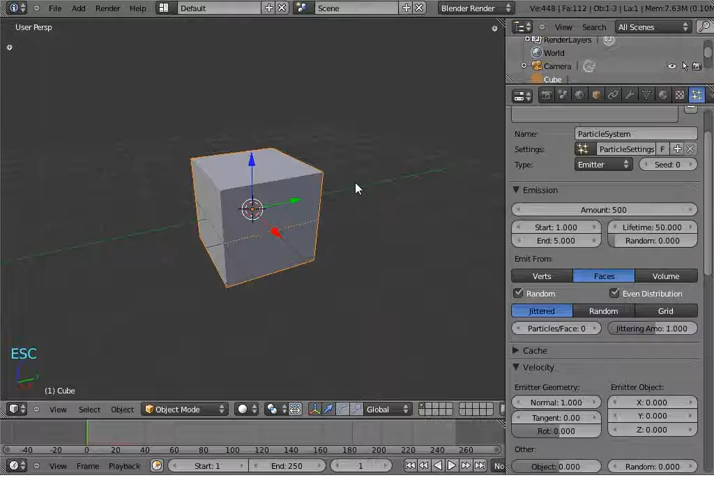 File Add Render Help Default Scene Blender Render Ve:448 | Fa:112 | Ob:1-3 | La:1 | Mem:7.63M (0.10M
User Persp
View Search All Scenes
RenderLayers
World
Camera
Cube
Name: ParticleSystem
Settings: ParticleSettings F
Type: Emitter Seed: 0
Emission
Amount: 500
Start: 1.000 Lifetime: 50.000
End: 5.000 Random: 0.000
Emit From:
Verts Faces Volume
Random Even Distribution
Jittered Random Grid
Particles/Face: 0 Jittering Amo: 1.000
Cache
Velocity
Emitter Geometry: Emitter Object:
Normal: 1.000 X: 0.000
Tangent: 0.00 Y: 0.000
Rot: 0.000 Z: 0.000
Other:
Object: 0.000 Random: 0.000
ESC
(1) Cube
View Select Object Object Mode Global
-40 -20 0 20 40 60 80 100 120 140 160 180 200 220 240 260
View Frame Playback Start: 1 End: 250 1 No